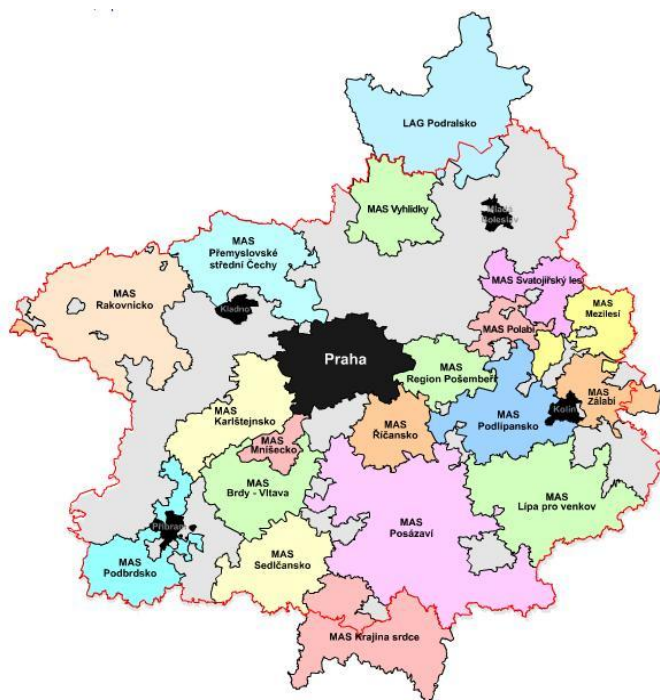 LAG Podralsko
MAS Vyhlídky
Mladá
Boleslav
MAS
Přemyslovské
střední Čechy
MAS Svatojiřský les
MAS
Rakovnicko
MAS
Mezilesí
Kladno
MAS Polabí
Praha
MAS
Region Pošembeří
MAS
Zálabí
Kolín
MAS
Karlštejnsko
MAS
Říčansko
MAS
Podlipansko
MAS
Mníšecko
MAS
Brdy - Vltava
MAS
Lípa pro venkov
Příbram
MAS
Posázaví
MAS
Podbrdsko
MAS
Sedlčansko
MAS Krajina srdce